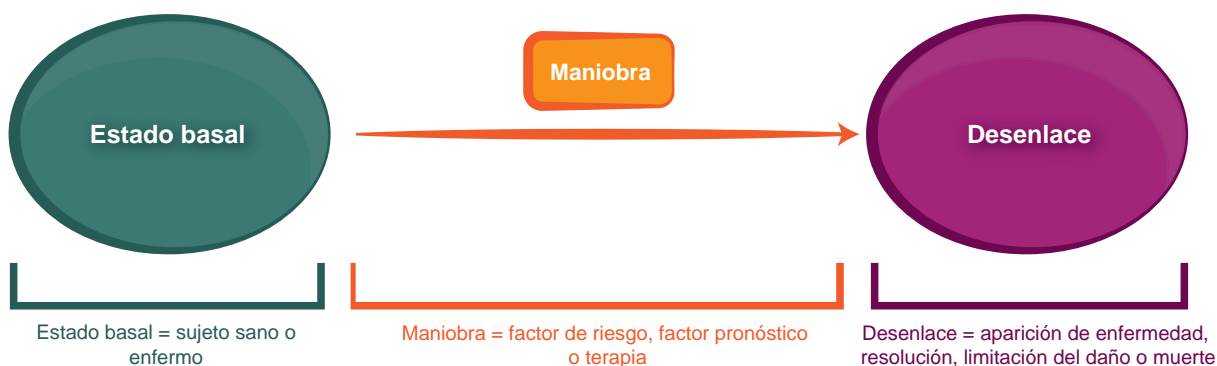 Maniobra
Estado basal
Desenlace
Estado basal = sujeto sano o
enfermo
Maniobra = factor de riesgo, factor pronóstico
o terapia
Desenlace = aparición de enfermedad,
resolución, limitación del daño o muerte